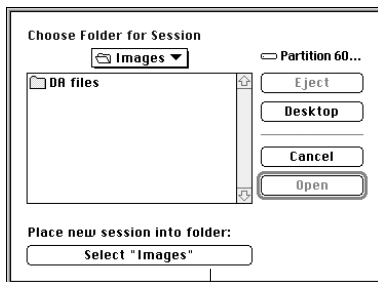 Choose Folder for Session
Images
Partition 60...
DA files
Eject
Desktop
Cancel
Open
Place new session into folder:
Select "Images"